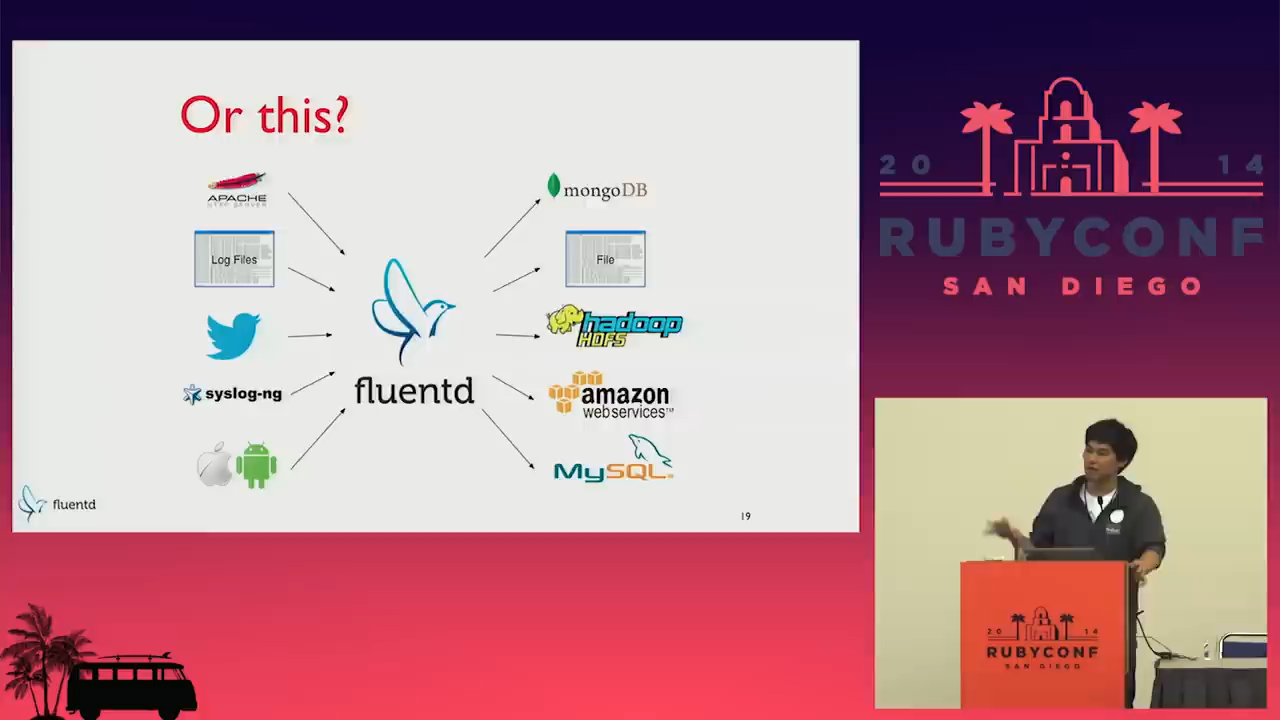 Or this?
APACHE
mongoDB
Log Files
File
hadoop
HDFS
syslog-ng
fluentd
amazon
webservices™
MySQL
fluentd
19
20 14
RUBYCONF
SAN DIEGO
20 14
RUBYCONF
SAN DIEGO